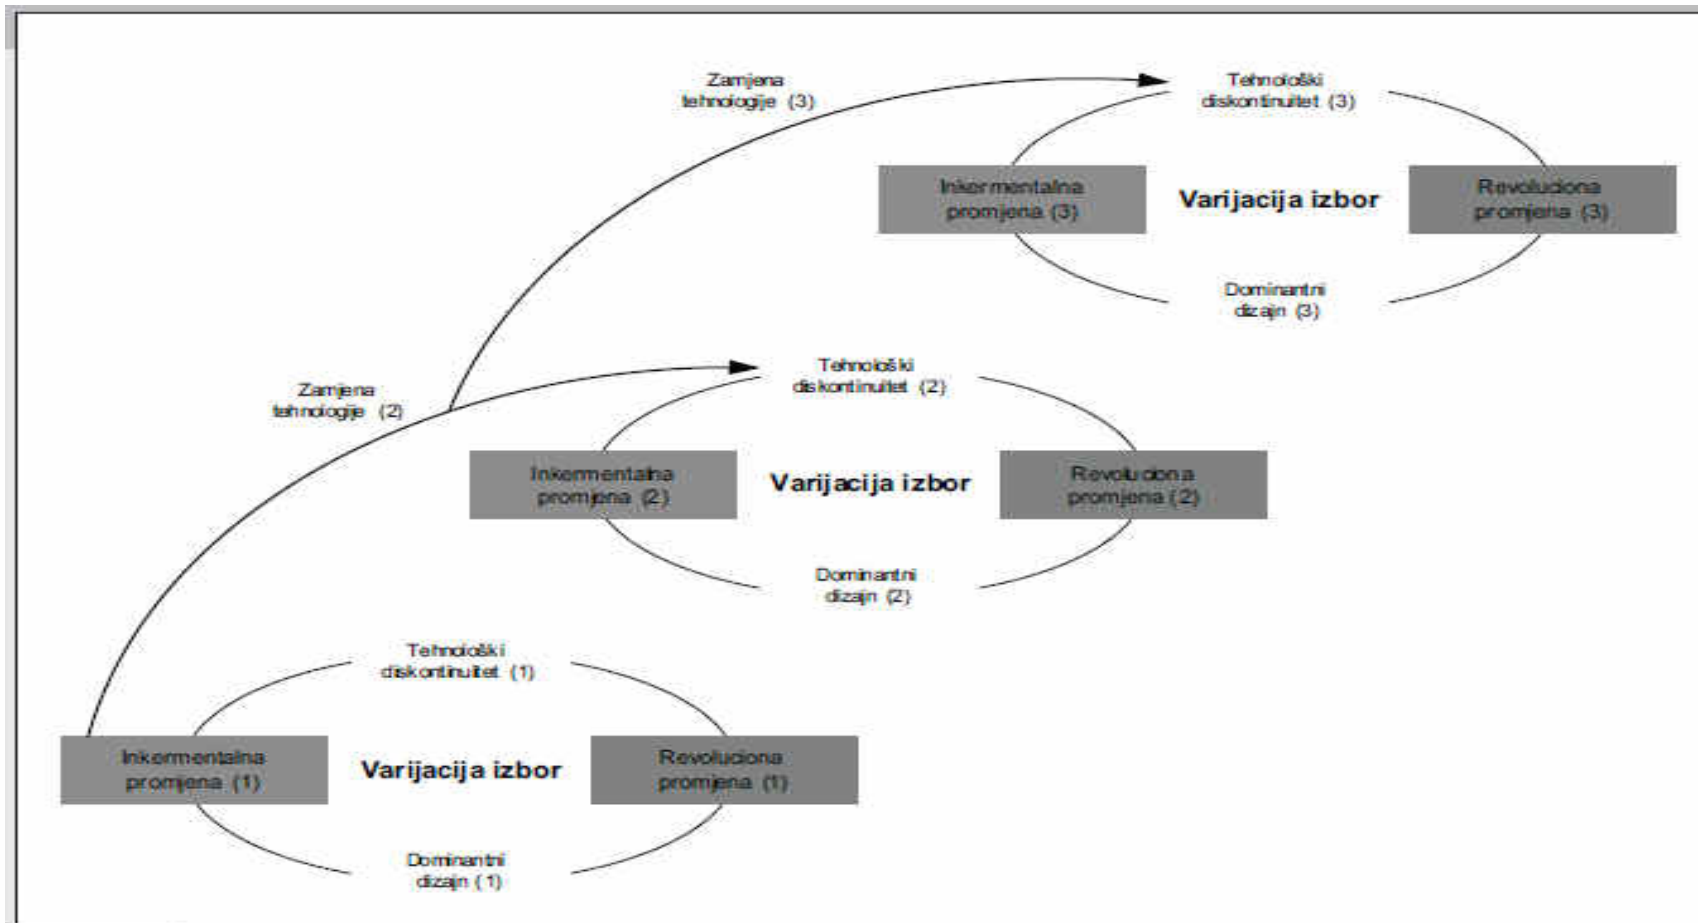 Zamjena
tehnologije (3)
Tehnološki
diskontinuitet (3)
Inkermentalna
promjena (3)
Varijacija izbor
Revoluciona
promjena (3)
Dominantni
dizajn (3)
Zamjena
tehnologije (2)
Tehnološki
diskontinuitet (2)
Inkermentalna
promjena (2)
Varijacija izbor
Revoluciona
promjena (2)
Dominantni
dizajn (2)
Tehnološki
diskontinuitet (1)
Inkermentalna
promjena (1)
Varijacija izbor
Revoluciona
promjena (1)
Dominantni
dizajn (1)